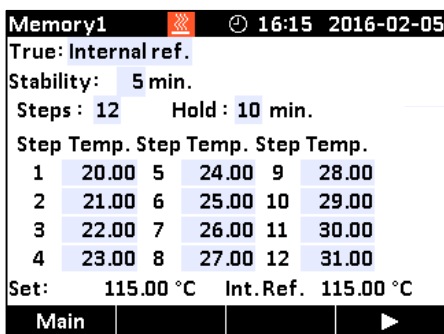 Memory1 16:15 2016-02-05
True: Internal ref.
Stability: 5 min.
Steps: 12 Hold: 10 min.
Step Temp. Step Temp. Step Temp.
1 20.00 5 24.00 9 28.00
2 21.00 6 25.00 10 29.00
3 22.00 7 26.00 11 30.00
4 23.00 8 27.00 12 31.00
Set: 115.00 °C Int.Ref. 115.00 °C
Main